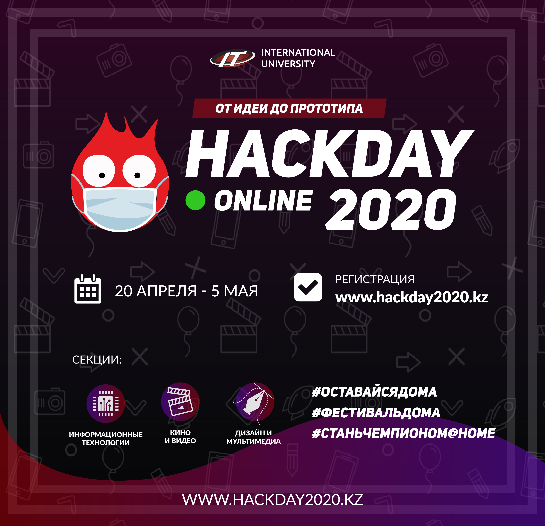 IT INTERNATIONAL
UNIVERSITY
ОТ ИДЕИ ДО ПРОТОТИПА
HACKDAY
ONLINE 2020
20 АПРЕЛЯ - 5 МАЯ
РЕГИСТРАЦИЯ
www.hackday2020.kz
СЕКЦИИ:
ИНФОРМАЦИОННЫЕ
ТЕХНОЛОГИИ
КИНО
И ВИДЕО
ДИЗАЙН И
МУЛЬТИМЕДИА
#ОСТАВАЙСЯДОМА
#ФЕСТИВАЛЬДОМА
#СТАНЬЧЕМПИОНОМ@HOME
WWW.HACKDAY2020.KZ